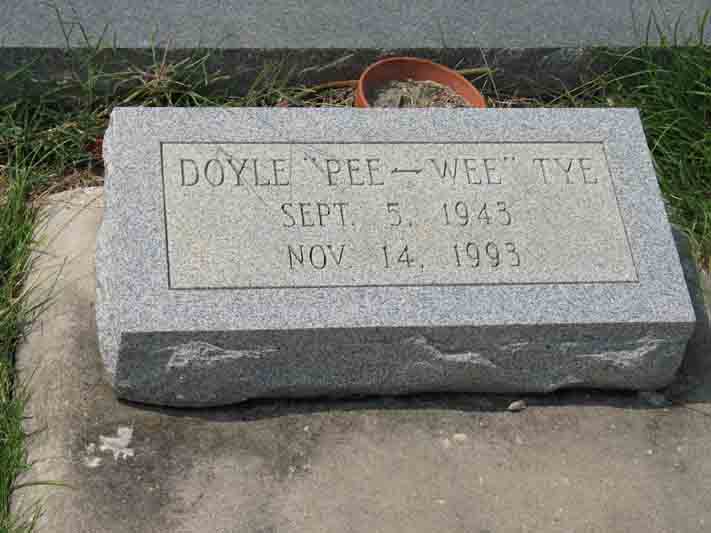 DOYLE "PEE-WEE" TYE
SEPT. 5, 1943
NOV. 14, 1993